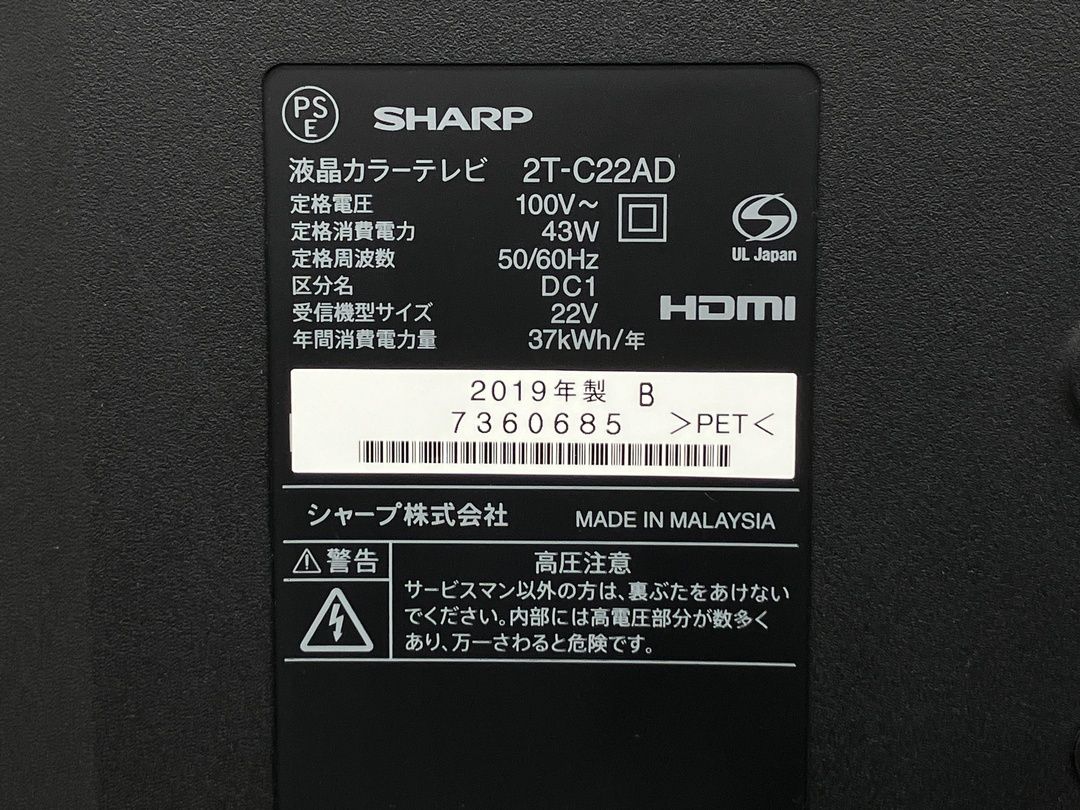 PS
E
SHARP
液晶カラーテレビ 2T-C22AD
定格電圧 100V～
定格消費電力 43W
定格周波数 50/60Hz
区分名 DC1
受信機型サイズ 22V
年間消費電力量 37kWh/年
UL Japan
HDMI
2019年製 B
7360685 >PET<
シャープ株式会社 MADE IN MALAYSIA
警告 高圧注意
サービスマン以外の方は、裏ぶたをあけない
でください。内部には高電圧部分が数多く
あり、万一さわると危険です。